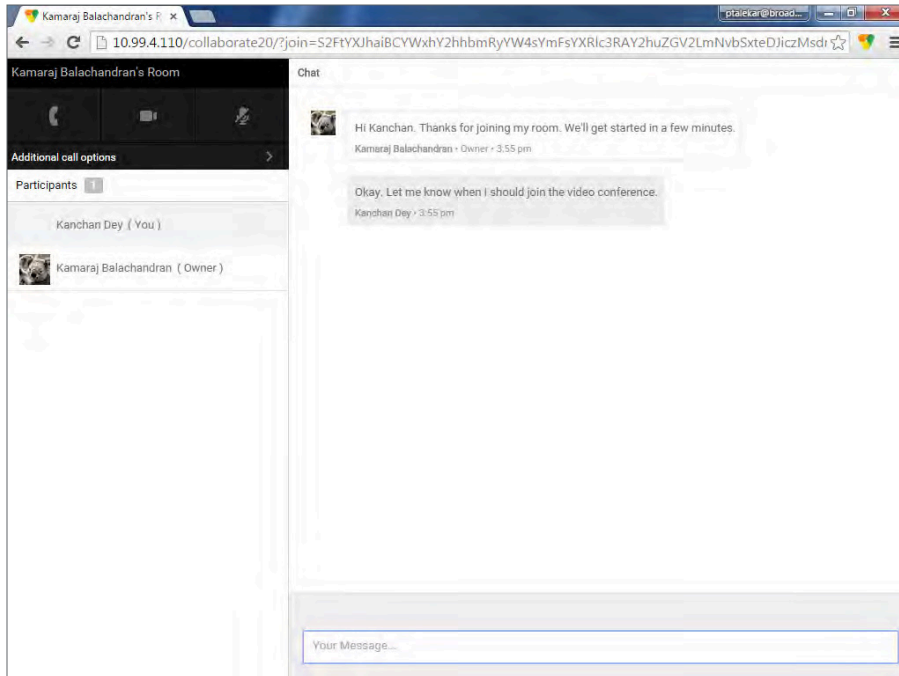 Kamaraj Balachandran's R
ptalekar@broad...
10.99.4.110/collaborate20/?join=
Kamaraj Balachandran's Room
Chat
Hi Kanchan. Thanks for joining my room. We'll get started in a few minutes.
Kamaraj Balachandran • Owner • 3:55 pm
Additional call options
Participants 1
Okay. Let me know when I should join the video conference.
Kanchan Dey • 3:55 pm
Kanchan Dey ( You )
Kamaraj Balachandran ( Owner )
Your Message...